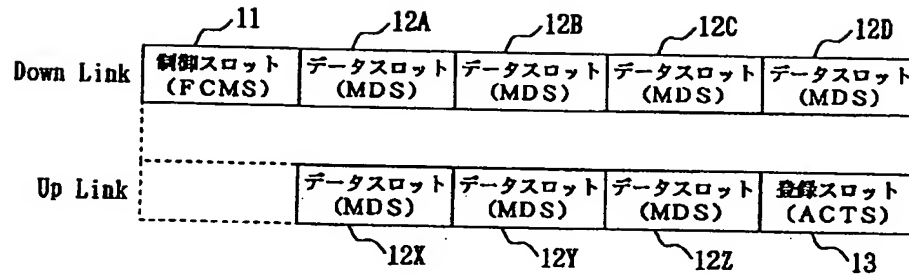 11 12A 12B 12C 12D
Down Link 制御スロット データスロット データスロット データスロット データスロット
(FCMS) (MDS) (MDS) (MDS) (MDS)
Up Link データスロット データスロット データスロット 登録スロット
(MDS) (MDS) (MDS) (ACTS)
12X 12Y 12Z 13